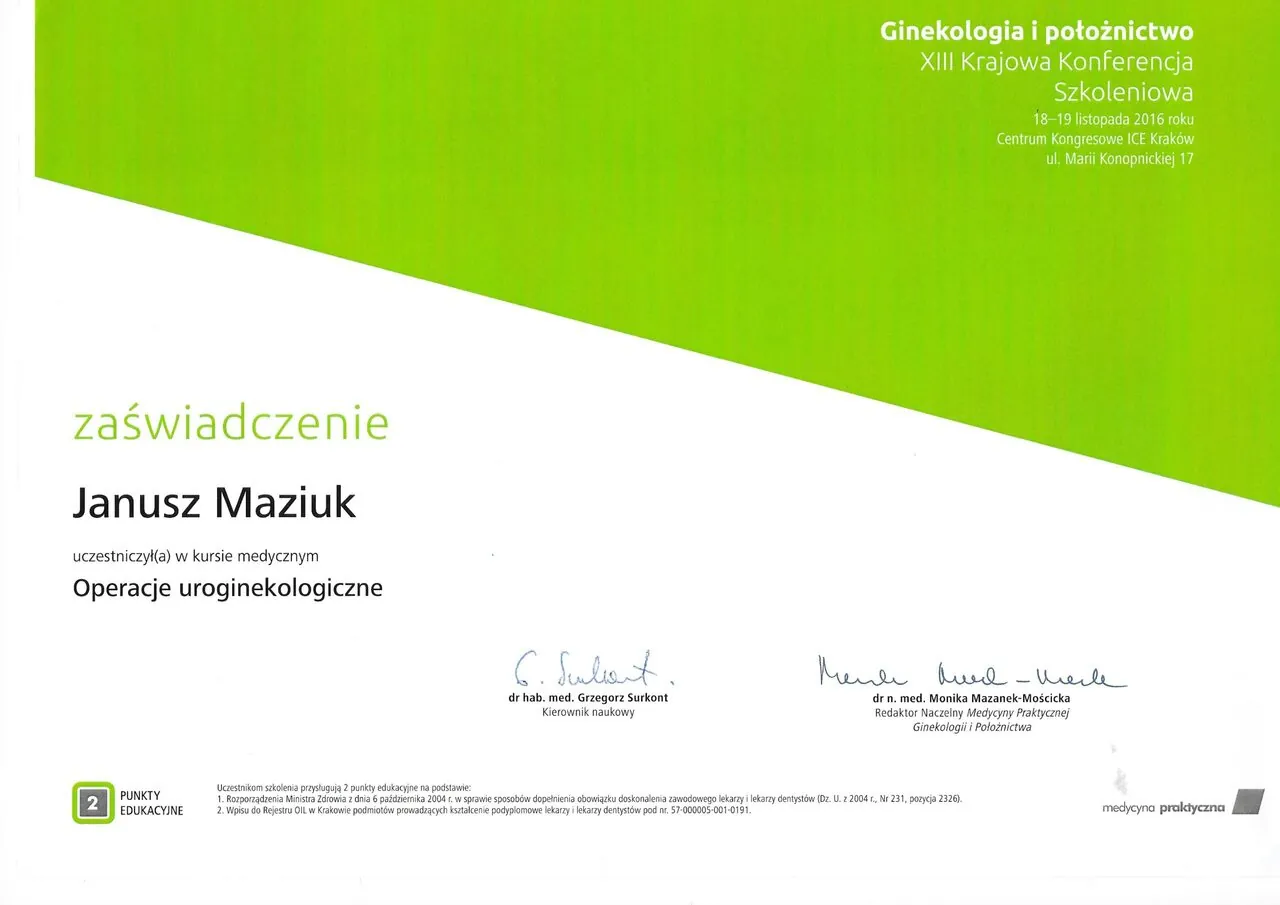 Ginekologia i położnictwo
XIII Krajowa Konferencja
Szkoleniowa
18–19 listopada 2016 roku
Centrum Kongresowe ICE Kraków
ul. Marii Konopnickiej 17
zaświadczenie
Janusz Maziuk
uczestniczył(a) w kursie medycznym
Operacje uroginekologiczne
G. Surkont.
dr hab. med. Grzegorz Surkont
Kierownik naukowy
dr n. med. Monika Mazanek-Mościcka
Redaktor Naczelny Medycyny Praktycznej
Ginekologii i Położnictwa
2 PUNKTY
EDUKACYJNE
Uczestnikom szkolenia przysługują 2 punkty edukacyjne na podstawie:
1. Rozporządzenia Ministra Zdrowia z dnia 6 października 2004 r. w sprawie sposobów dopełnienia obowiązku doskonalenia zawodowego lekarzy i lekarzy dentystów (Dz. U. z 2004 r., Nr 231, pozycja 2326).
2. Wpisu do Rejestru OIL w Krakowie podmiotów prowadzących kształcenie podyplomowe lekarzy i lekarzy dentystów pod nr. 57-000005-001-0191.
medycyna praktyczna